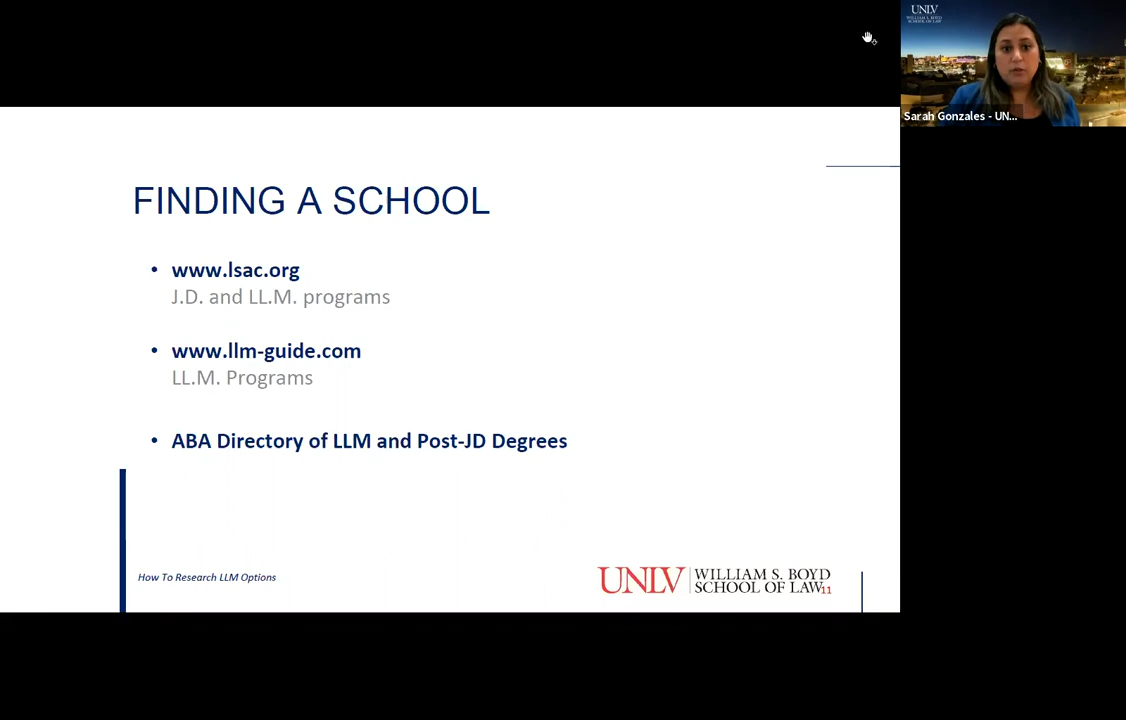 UNLV
WILLIAM S. BOYD
SCHOOL OF LAW
Sarah Gonzales - UN...
FINDING A SCHOOL
• www.lsac.org
J.D. and LL.M. programs
• www.llm-guide.com
LL.M. Programs
• ABA Directory of LLM and Post-JD Degrees
How To Research LLM Options
UNLV
WILLIAM S. BOYD
SCHOOL OF LAW
11